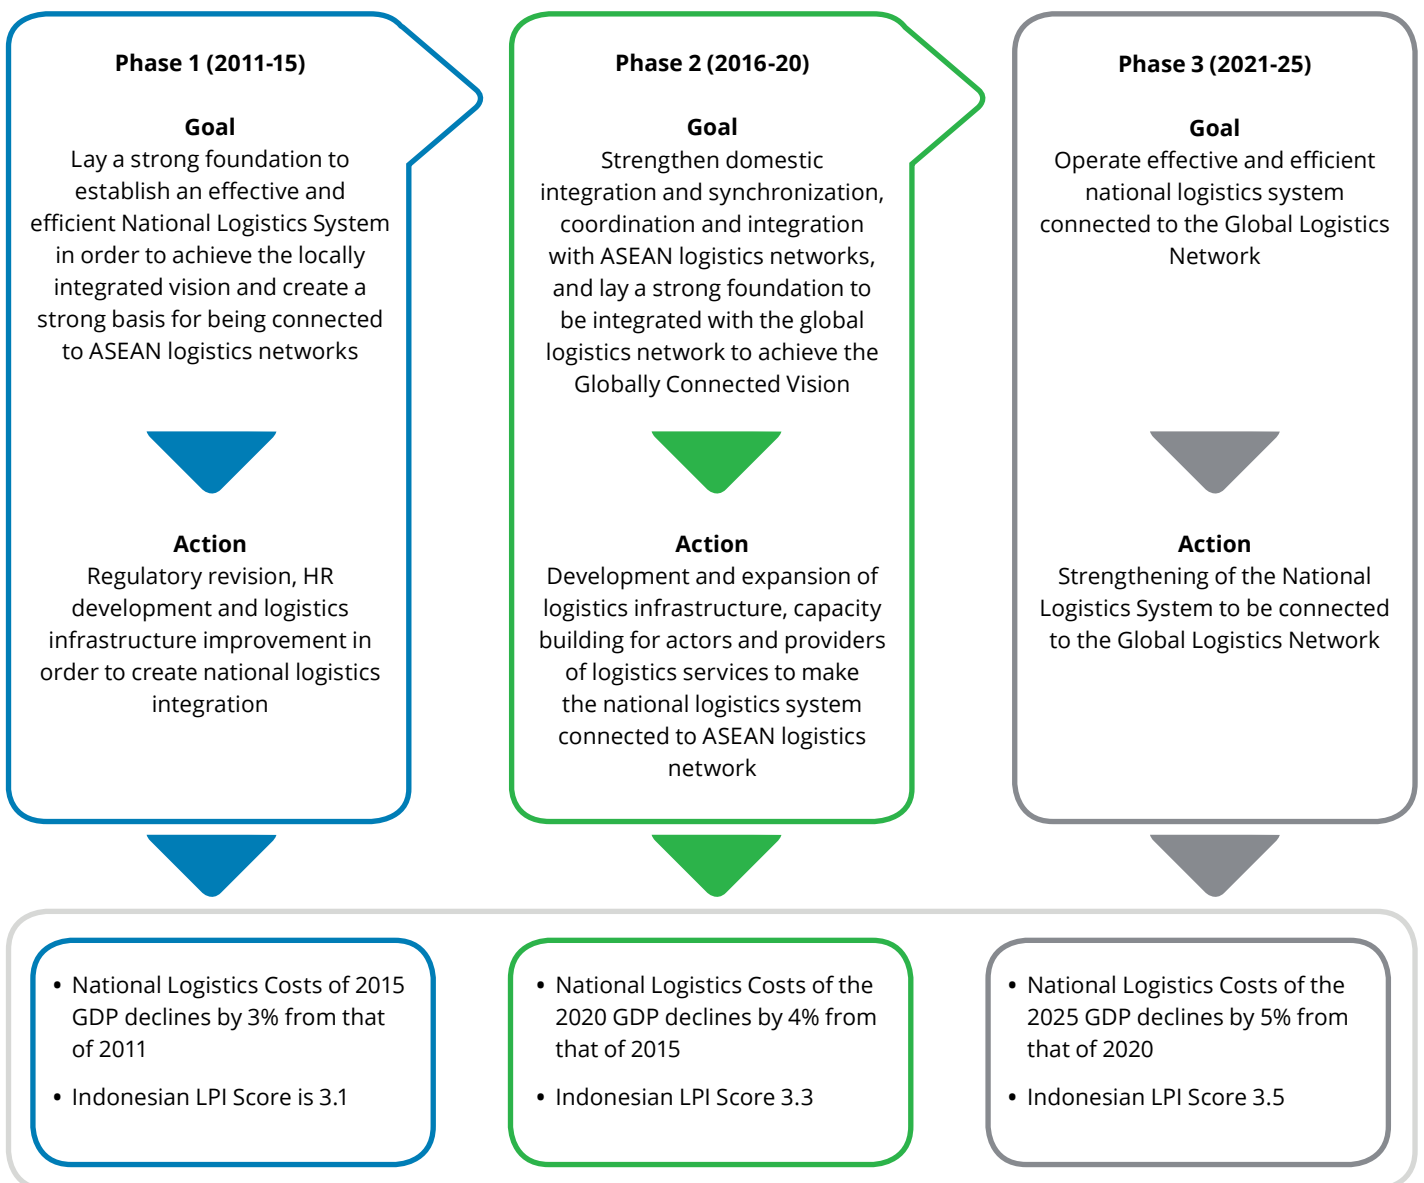 Phase 1 (2011-15)
Goal
Lay a strong foundation to
establish an effective and
efficient National Logistics System
in order to achieve the locally
integrated vision and create a
strong basis for being connected
to ASEAN logistics networks
Action
Regulatory revision, HR
development and logistics
infrastructure improvement in
order to create national logistics
integration
• National Logistics Costs of 2015
GDP declines by 3% from that
of 2011
• Indonesian LPI Score is 3.1
Phase 2 (2016-20)
Goal
Strengthen domestic
integration and synchronization,
coordination and integration
with ASEAN logistics networks,
and lay a strong foundation to
be integrated with the global
logistics network to achieve the
Globally Connected Vision
Action
Development and expansion of
logistics infrastructure, capacity
building for actors and providers
of logistics services to make
the national logistics system
connected to ASEAN logistics
network
• National Logistics Costs of the
2020 GDP declines by 4% from
that of 2015
• Indonesian LPI Score 3.3
Phase 3 (2021-25)
Goal
Operate effective and efficient
national logistics system
connected to the Global Logistics
Network
Action
Strengthening of the National
Logistics System to be connected
to the Global Logistics Network
• National Logistics Costs of the
2025 GDP declines by 5% from
that of 2020
• Indonesian LPI Score 3.5